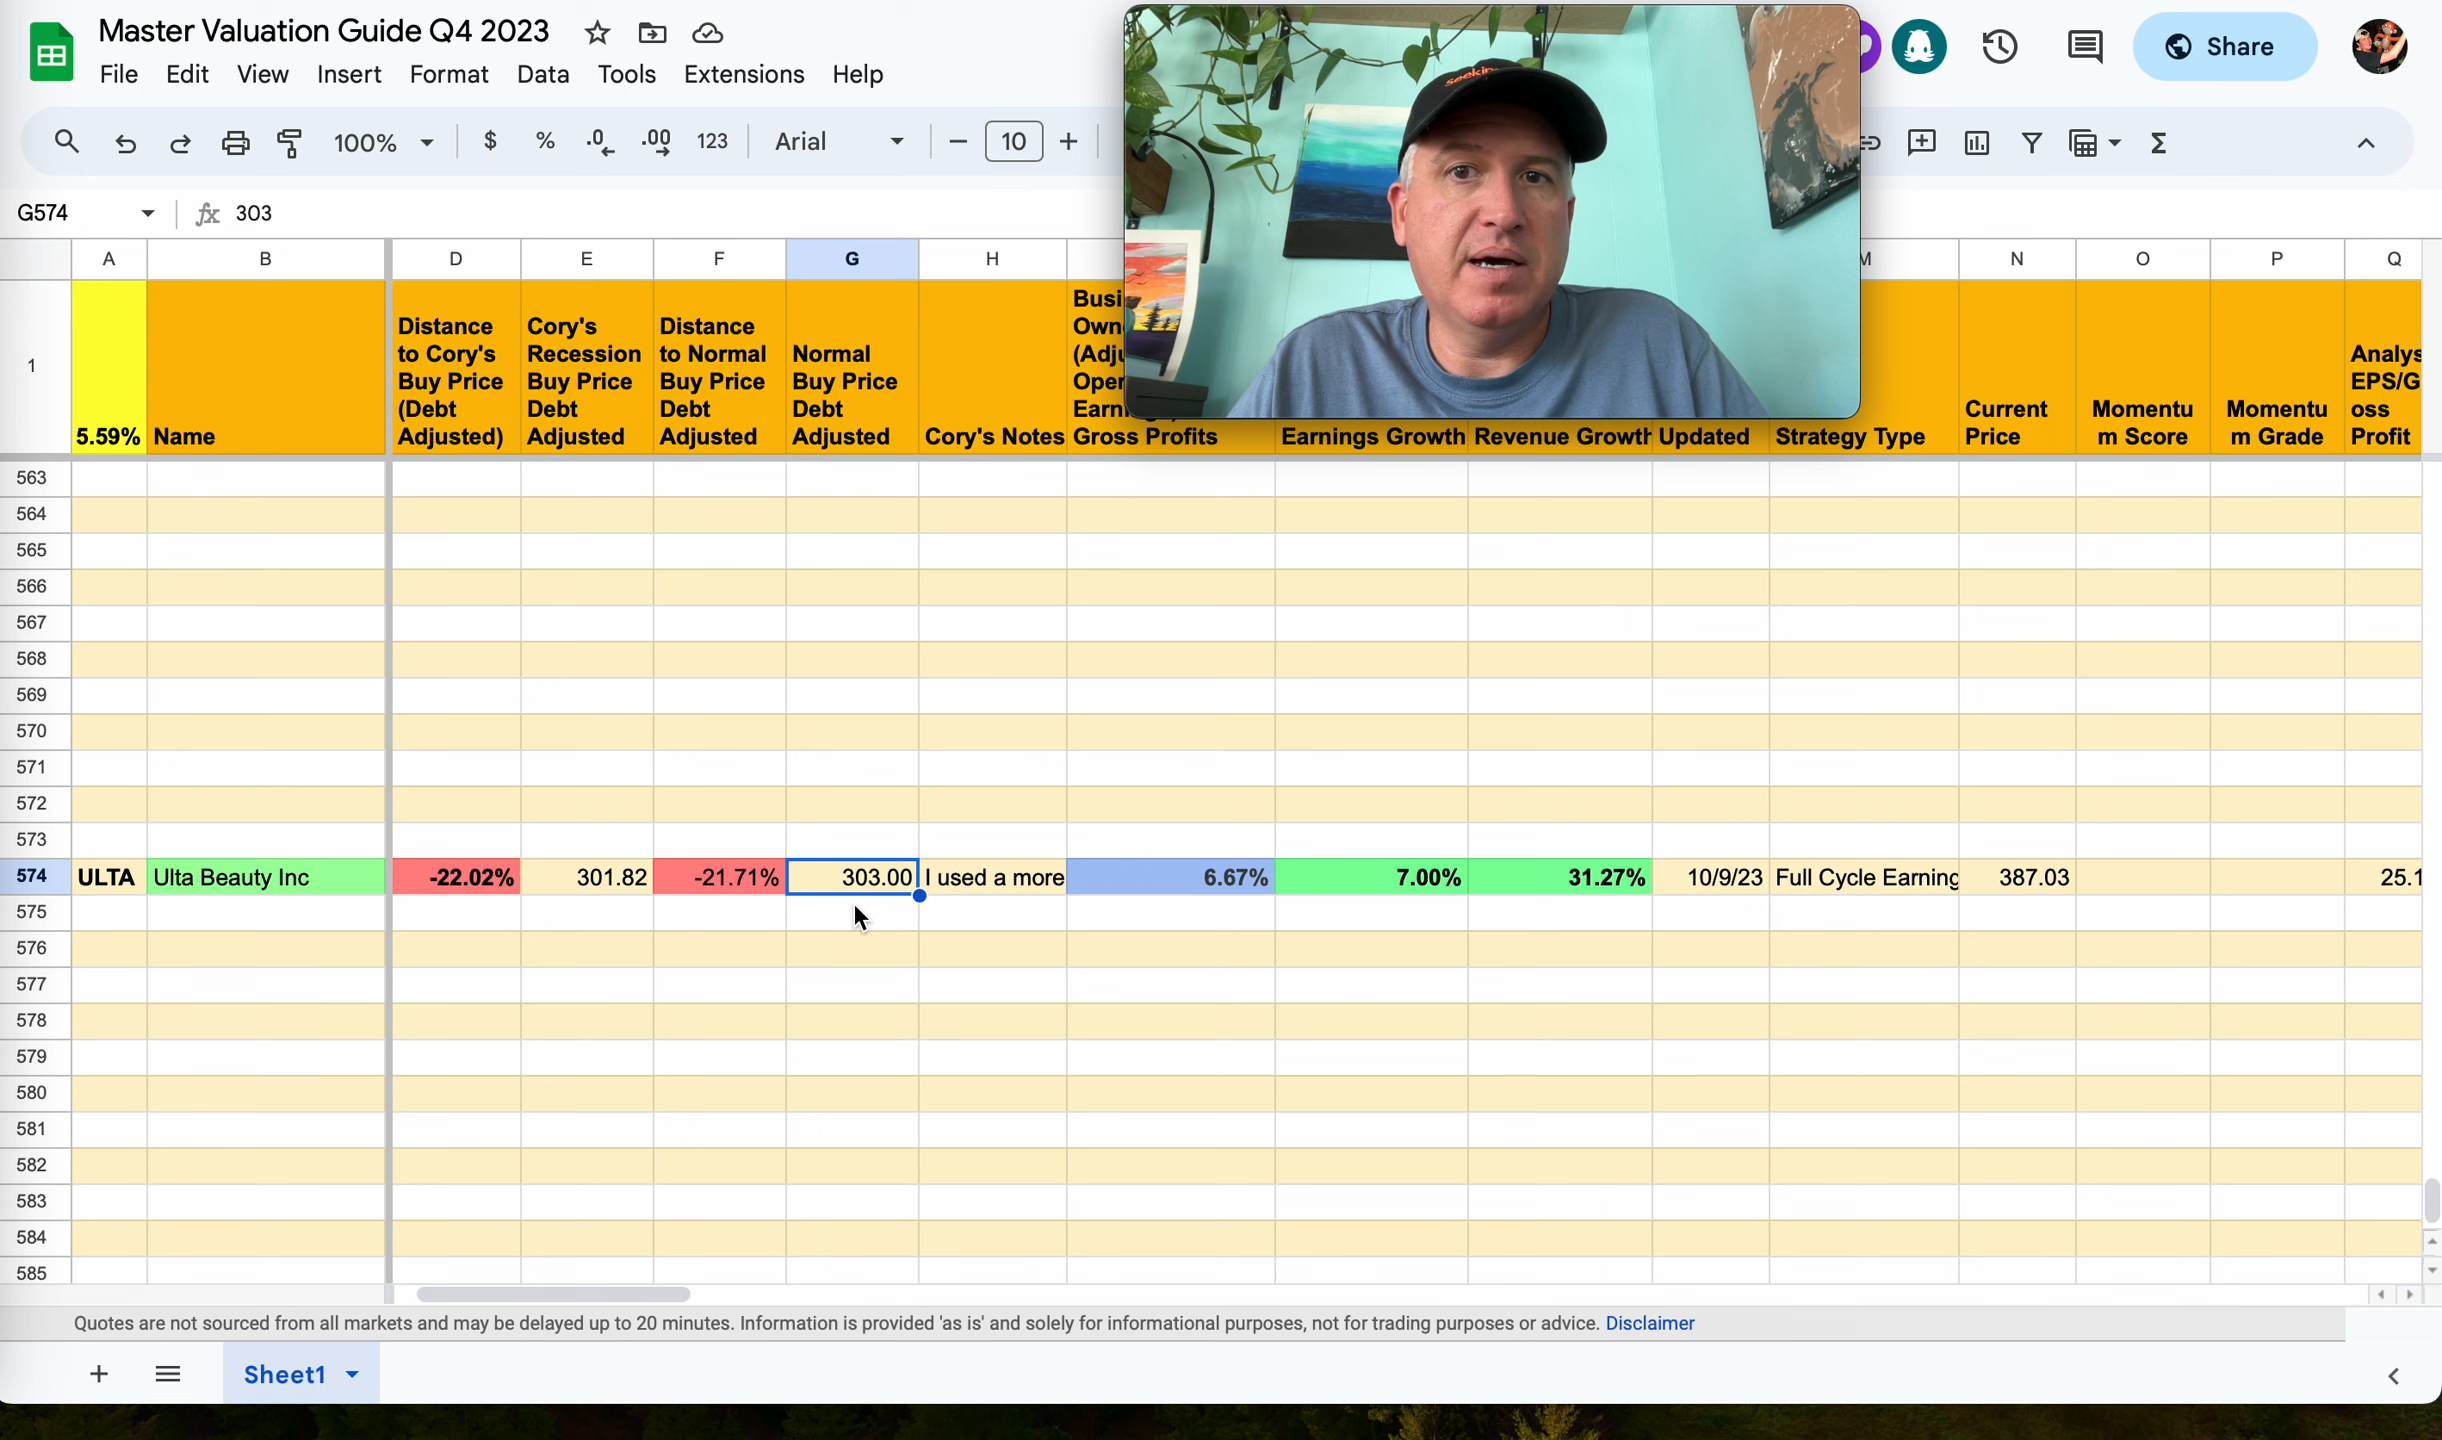 Master Valuation Guide Q4 2023
File Edit View Insert Format Data Tools Extensions Help
Share
100% $ % .0 .00 123 Arial 10
G574 fx 303
A B D E F G H M N O P Q
1
5.59%
Name
Distance
to Cory's
Buy Price
(Debt
Adjusted)
Cory's
Recession
Buy Price
Debt
Adjusted
Distance
to Normal
Buy Price
Debt
Adjusted
Normal
Buy Price
Debt
Adjusted
Cory's Notes
Gross Profits
Earnings Growth
Revenue Growth
Updated
Strategy Type
Current
Price
Momentu
m Score
Momentu
m Grade
Analys
EPS/G
oss
Profit
563
564
565
566
567
568
569
570
571
572
573
574 ULTA Ulta Beauty Inc -22.02% 301.82 -21.71% 303.00 I used a more 6.67% 7.00% 31.27% 10/9/23 Full Cycle Earning 387.03 25.1
575
576
577
578
579
580
581
582
583
584
585
Quotes are not sourced from all markets and may be delayed up to 20 minutes. Information is provided 'as is' and solely for informational purposes, not for trading purposes or advice. Disclaimer
Sheet1